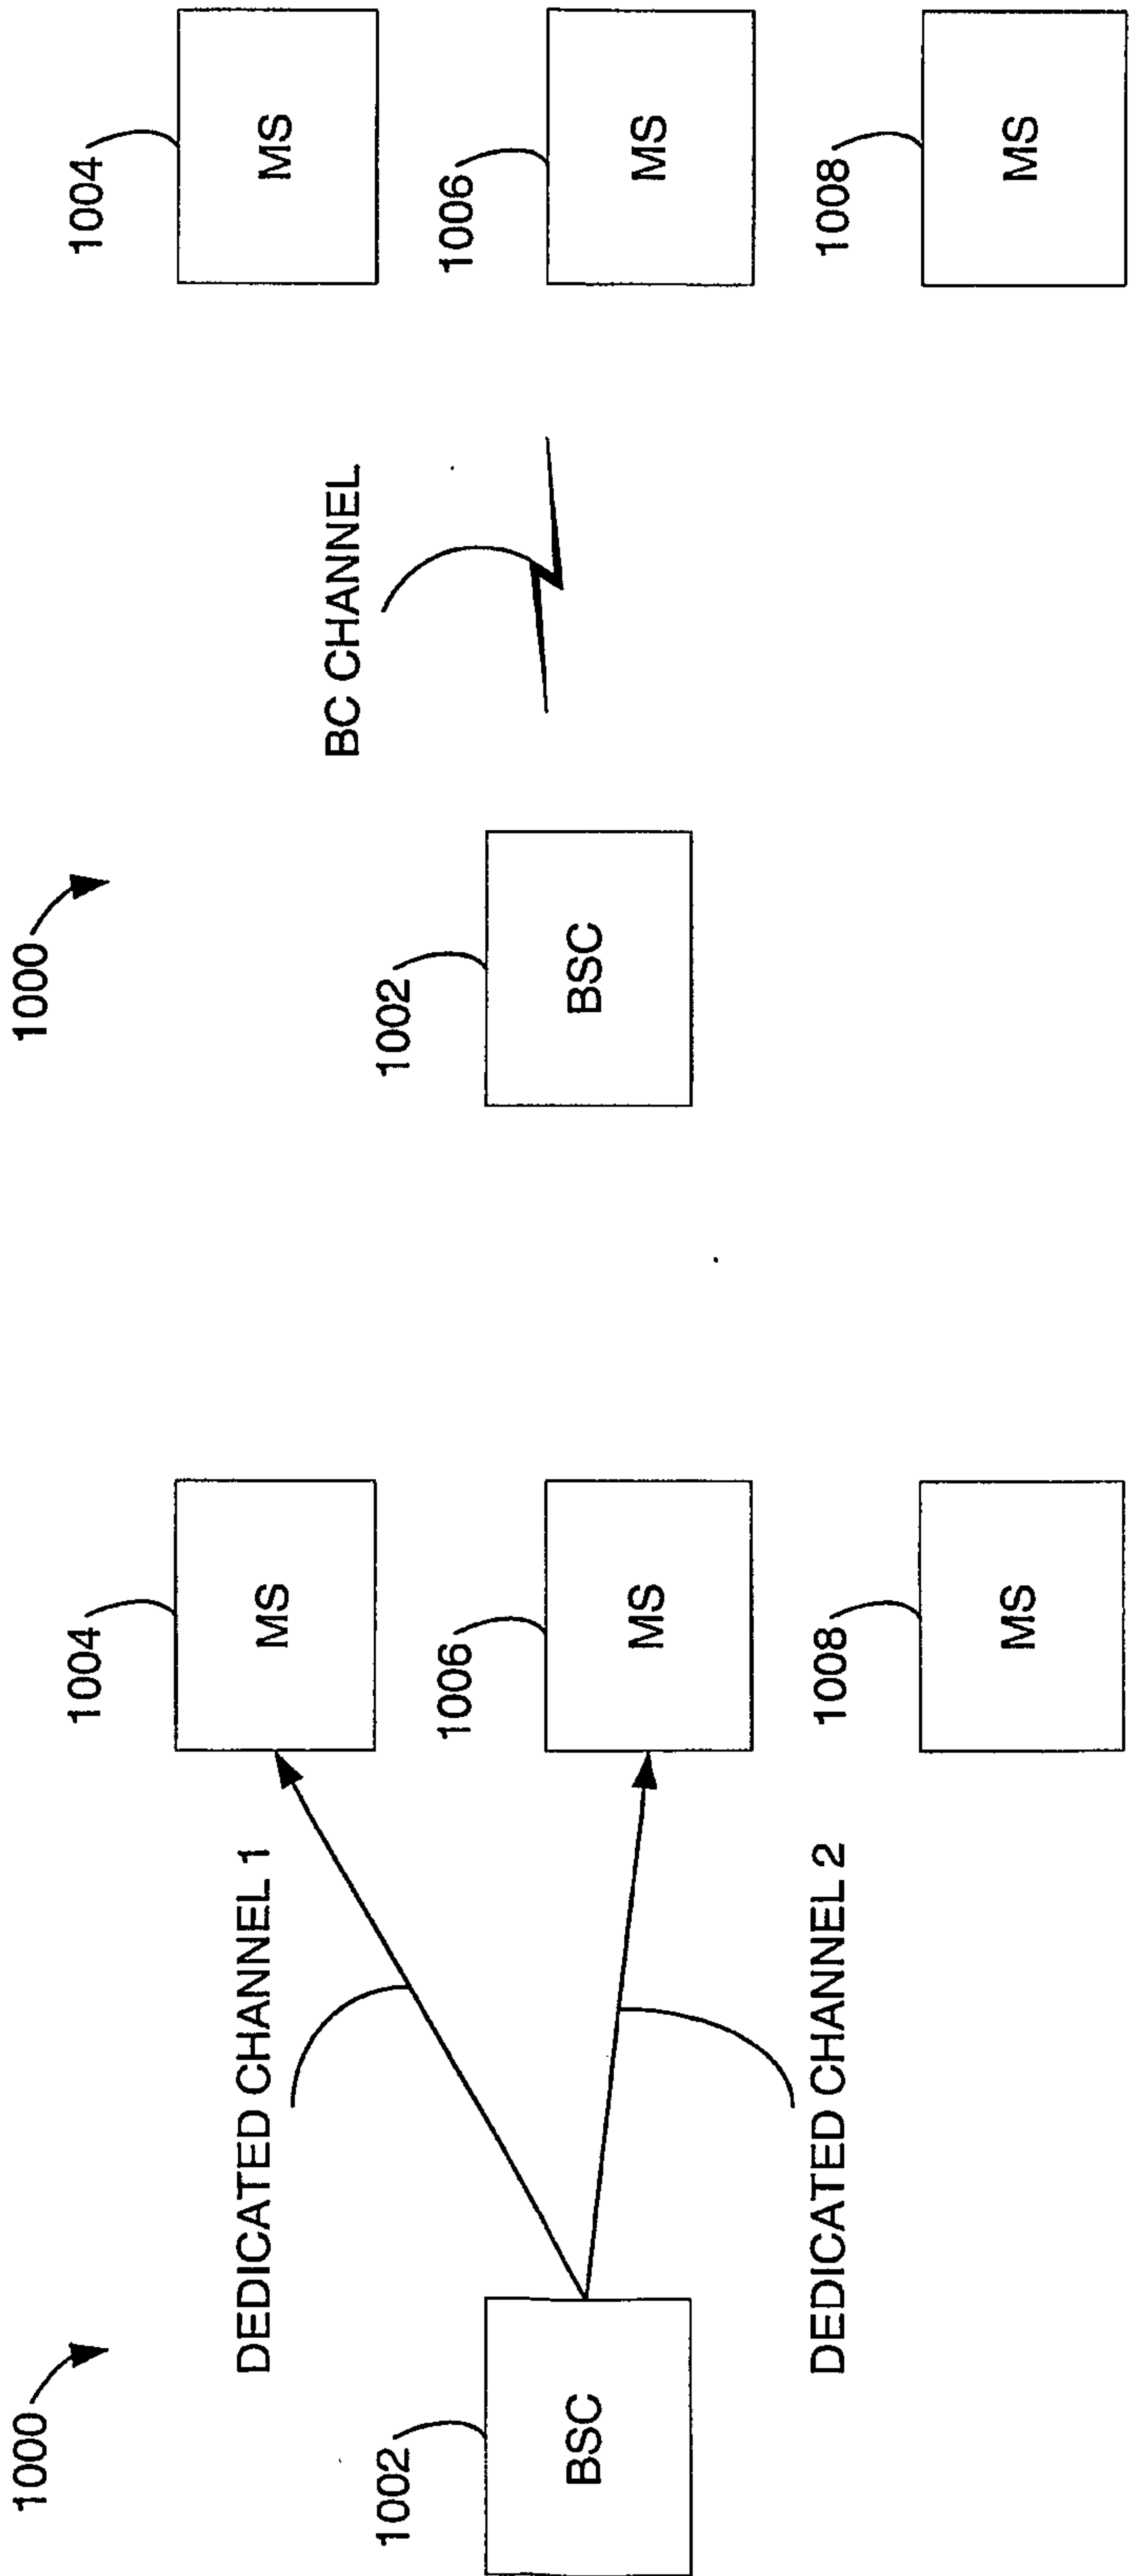 1000
1002
BSC
DEDICATED CHANNEL 1
DEDICATED CHANNEL 2
1004
MS
1006
MS
1008
MS
1000
1002
BSC
BC CHANNEL
1004
MS
1006
MS
1008
MS